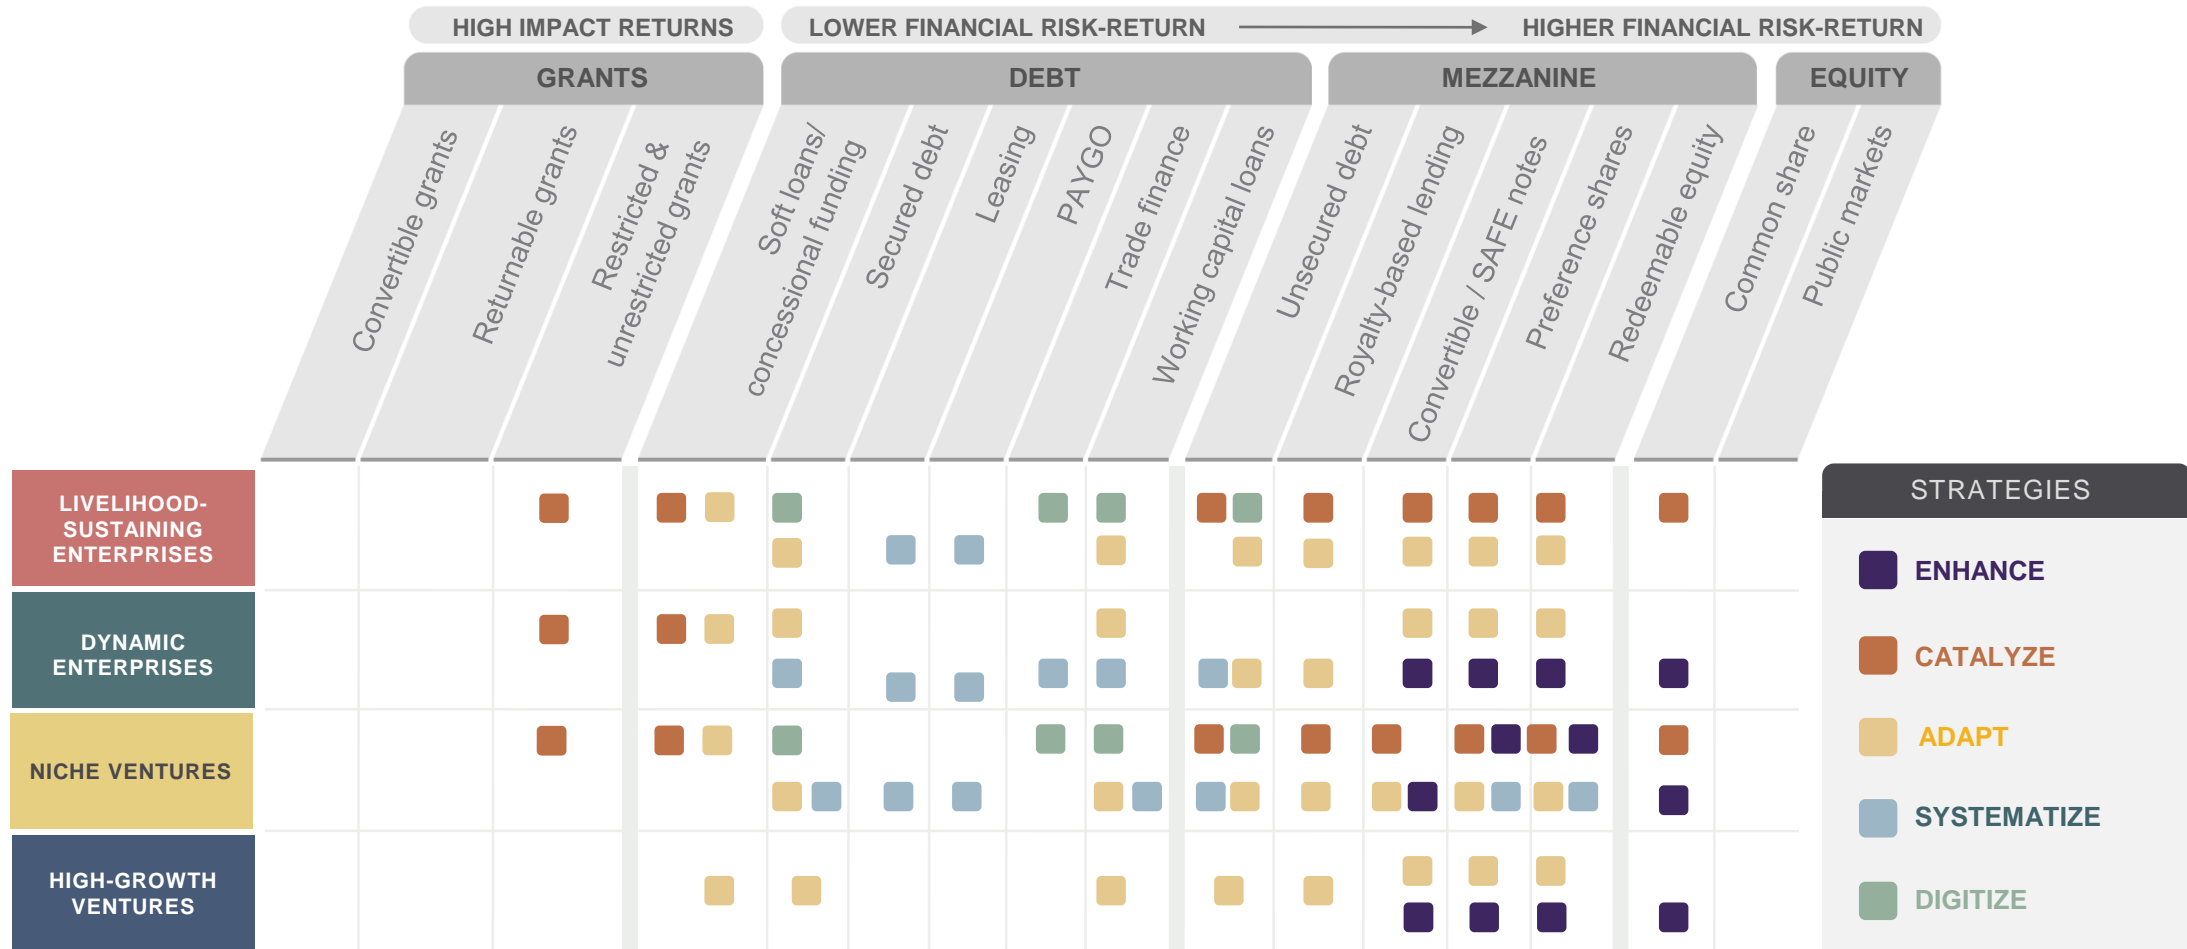 HIGH IMPACT RETURNS
LOWER FINANCIAL RISK-RETURN
HIGHER FINANCIAL RISK-RETURN
GRANTS
DEBT
MEZZANINE
EQUITY
Convertible grants
Returnable grants
Restricted &
unrestricted grants
Soft loans/
concessional funding
Secured debt
Leasing
PAYGO
Trade finance
Working capital loans
Unsecured debt
Royalty-based lending
Convertible / SAFE notes
Preference shares
Redeemable equity
Common share
Public markets
LIVELIHOOD-
SUSTAINING
ENTERPRISES
DYNAMIC
ENTERPRISES
NICHE VENTURES
HIGH-GROWTH
VENTURES
STRATEGIES
ENHANCE
CATALYZE
ADAPT
SYSTEMATIZE
DIGITIZE